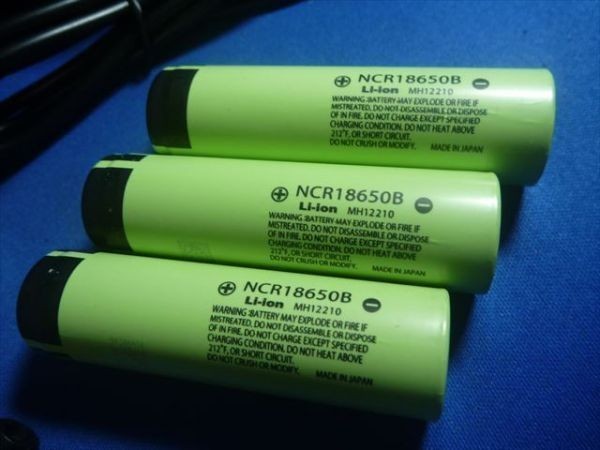 ⊕ NCR18650B ⊖
Li-ion MH12210
WARNING:BATTERY MAY EXPLODE OR FIRE IF
MISTREATED, DO NOT DISASSEMBLE OR DISPOSE
OF IN FIRE. DO NOT CHARGE EXCEPT SPECIFIED
CHARGING CONDITION, DO NOT HEAT ABOVE
212°F, OR SHORT CIRCUIT.
DO NOT CRUSH OR MODIFY. MADE IN JAPAN
⊕ NCR18650B ⊖
Li-ion MH12210
WARNING:BATTERY MAY EXPLODE OR FIRE IF
MISTREATED, DO NOT DISASSEMBLE OR DISPOSE
OF IN FIRE. DO NOT CHARGE EXCEPT SPECIFIED
CHARGING CONDITION, DO NOT HEAT ABOVE
212°F, OR SHORT CIRCUIT.
DO NOT CRUSH OR MODIFY. MADE IN JAPAN
⊕ NCR18650B ⊖
Li-ion MH12210
WARNING:BATTERY MAY EXPLODE OR FIRE IF
MISTREATED, DO NOT DISASSEMBLE OR DISPOSE
OF IN FIRE. DO NOT CHARGE EXCEPT SPECIFIED
CHARGING CONDITION, DO NOT HEAT ABOVE
212°F, OR SHORT CIRCUIT.
DO NOT CRUSH OR MODIFY. MADE IN JAPAN